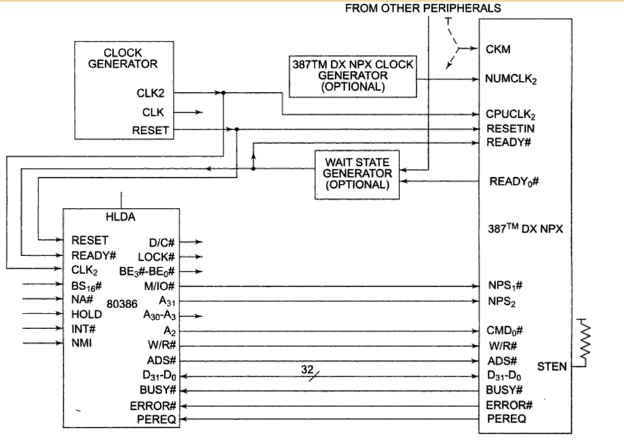 FROM OTHER PERIPHERALS
CLOCK
GENERATOR
CLK2
CLK
RESET
387TM DX NPX CLOCK
GENERATOR
(OPTIONAL)
WAIT STATE
GENERATOR
(OPTIONAL)
CKM
NUMCLK₂
CPUCLK₂
RESETIN
READY#
READY₀#
387™ DX NPX
NPS₁#
NPS₂
CMD₀#
W/R#
ADS#
STEN
D₃₁-D₀
BUSY#
ERROR#
PEREQ
HLDA
RESET
READY#
CLK₂
BS₁₆#
NA#
HOLD
INT#
NMI
80386
D/C#
LOCK#
BE₃#-BE₀#
M/IO#
A₃₁
A₃₀-A₃
A₂
W/R#
ADS#
D₃₁-D₀
BUSY#
ERROR#
PEREQ
32